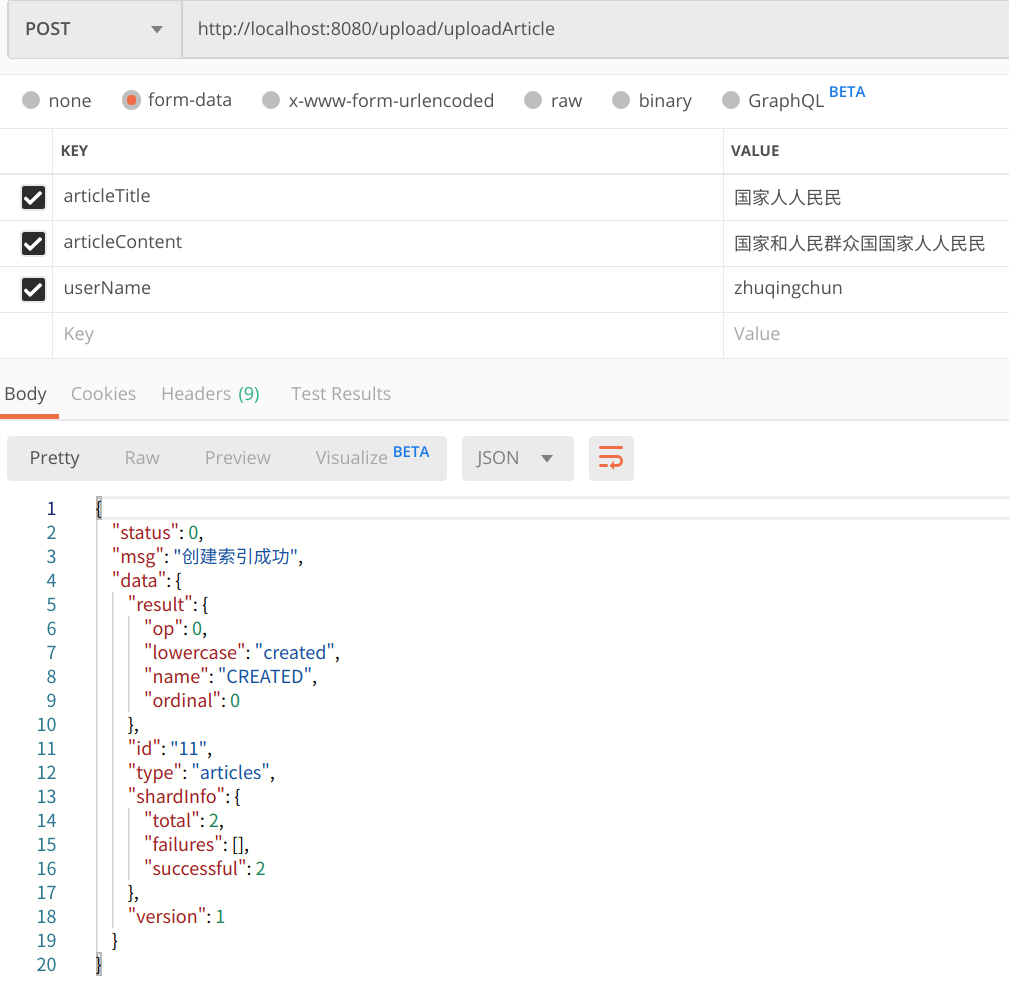 POST http://localhost:8080/upload/uploadArticle
none form-data x-www-form-urlencoded raw binary GraphQL BETA
KEY VALUE
articleTitle 国家人人民民
articleContent 国家和人民群众国国家人人民民
userName zhuqingchun
Key Value
Body Cookies Headers (9) Test Results
Pretty Raw Preview Visualize BETA JSON
1 {
2 "status": 0,
3 "msg": "创建索引成功",
4 "data": {
5 "result": {
6 "op": 0,
7 "lowercase": "created",
8 "name": "CREATED",
9 "ordinal": 0
10 },
11 "id": "11",
12 "type": "articles",
13 "shardInfo": {
14 "total": 2,
15 "failures": [],
16 "successful": 2
17 },
18 "version": 1
19 }
20 }